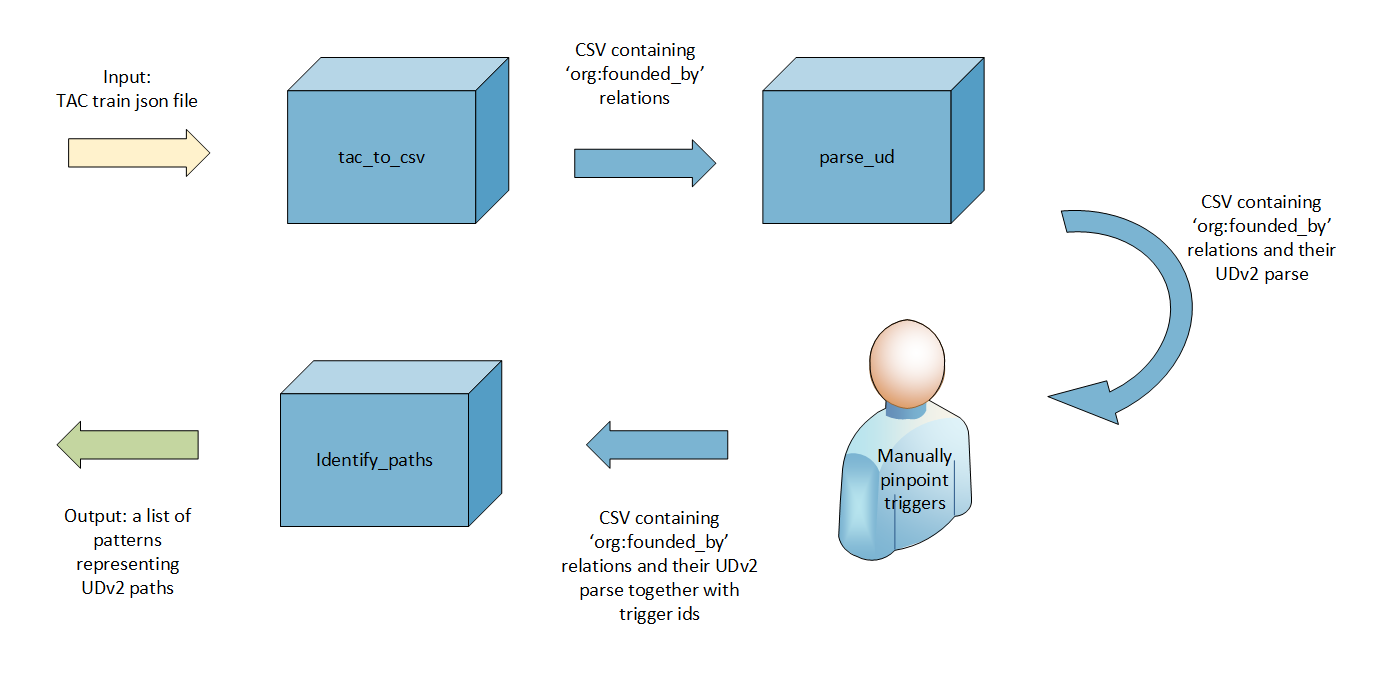 Input:
TAC train json file
tac_to_csv
CSV containing
‘org:founded_by’
relations
parse_ud
CSV containing
‘org:founded_by’
relations and their
UDv2 parse
Manually
pinpoint
triggers
CSV containing
‘org:founded_by’
relations and their UDv2
parse together with
trigger ids
Identify_paths
Output: a list of
patterns
representing
UDv2 paths